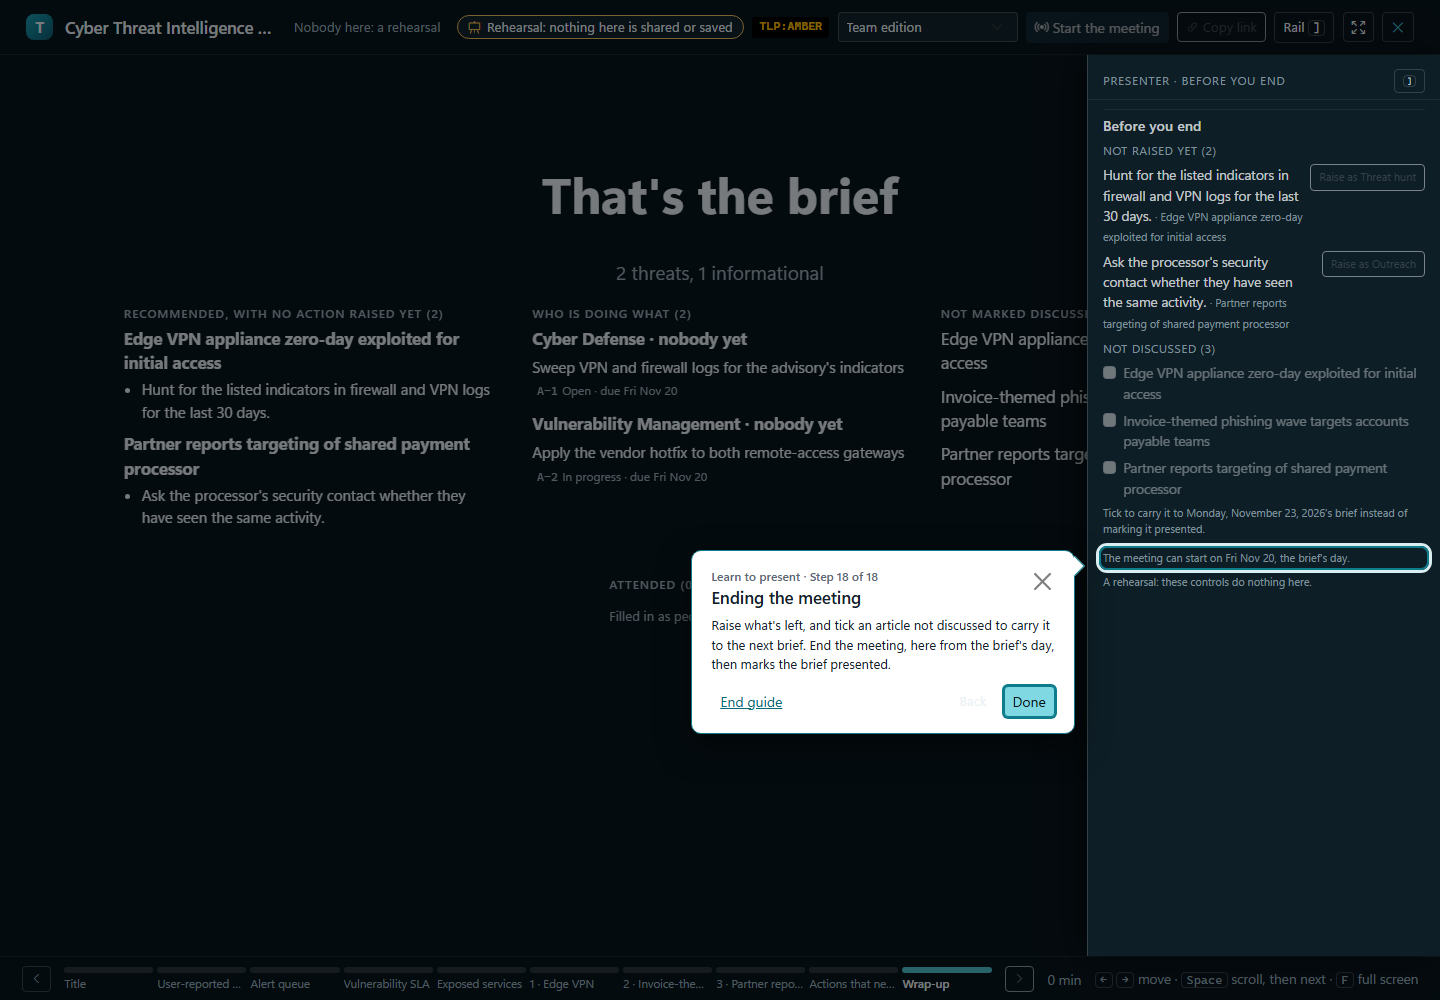 T Cyber Threat Intelligence ... Nobody here: a rehearsal Rehearsal: nothing here is shared or saved TLP:AMBER Team edition Start the meeting Copy link Rail ]
PRESENTER · BEFORE YOU END ]
Before you end
NOT RAISED YET (2)
Hunt for the listed indicators in
firewall and VPN logs for the last
30 days. · Edge VPN appliance zero-day
exploited for initial access
Raise as Threat hunt
Ask the processor's security
contact whether they have seen
the same activity. · Partner reports
targeting of shared payment processor
Raise as Outreach
NOT DISCUSSED (3)
Edge VPN appliance zero-day exploited for initial
access
Invoice-themed phishing wave targets accounts
payable teams
Partner reports targeting of shared payment
processor
Tick to carry it to Monday, November 23, 2026's brief instead of
marking it presented.
The meeting can start on Fri Nov 20, the brief's day.
A rehearsal: these controls do nothing here.
That's the brief
2 threats, 1 informational
RECOMMENDED, WITH NO ACTION RAISED YET (2)
Edge VPN appliance zero-day exploited for
initial access
• Hunt for the listed indicators in firewall and VPN logs
for the last 30 days.
Partner reports targeting of shared payment
processor
• Ask the processor's security contact whether they
have seen the same activity.
WHO IS DOING WHAT (2)
Cyber Defense · nobody yet
Sweep VPN and firewall logs for the advisory's indicators
A-1 Open · due Fri Nov 20
Vulnerability Management · nobody yet
Apply the vendor hotfix to both remote-access gateways
A-2 In progress · due Fri Nov 20
NOT MARKED DISCUSS
Edge VPN appliance
access
Invoice-themed phis
payable teams
Partner reports targe
processor
ATTENDED (0
Filled in as pe
Learn to present · Step 18 of 18
Ending the meeting
Raise what's left, and tick an article not discussed to carry it
to the next brief. End the meeting, here from the brief's day,
then marks the brief presented.
End guide Back Done
Title User-reported ... Alert queue Vulnerability SLA Exposed services 1 · Edge VPN 2 · Invoice-the... 3 · Partner repo... Actions that ne... Wrap-up
0 min ← → move · Space scroll, then next · F full screen